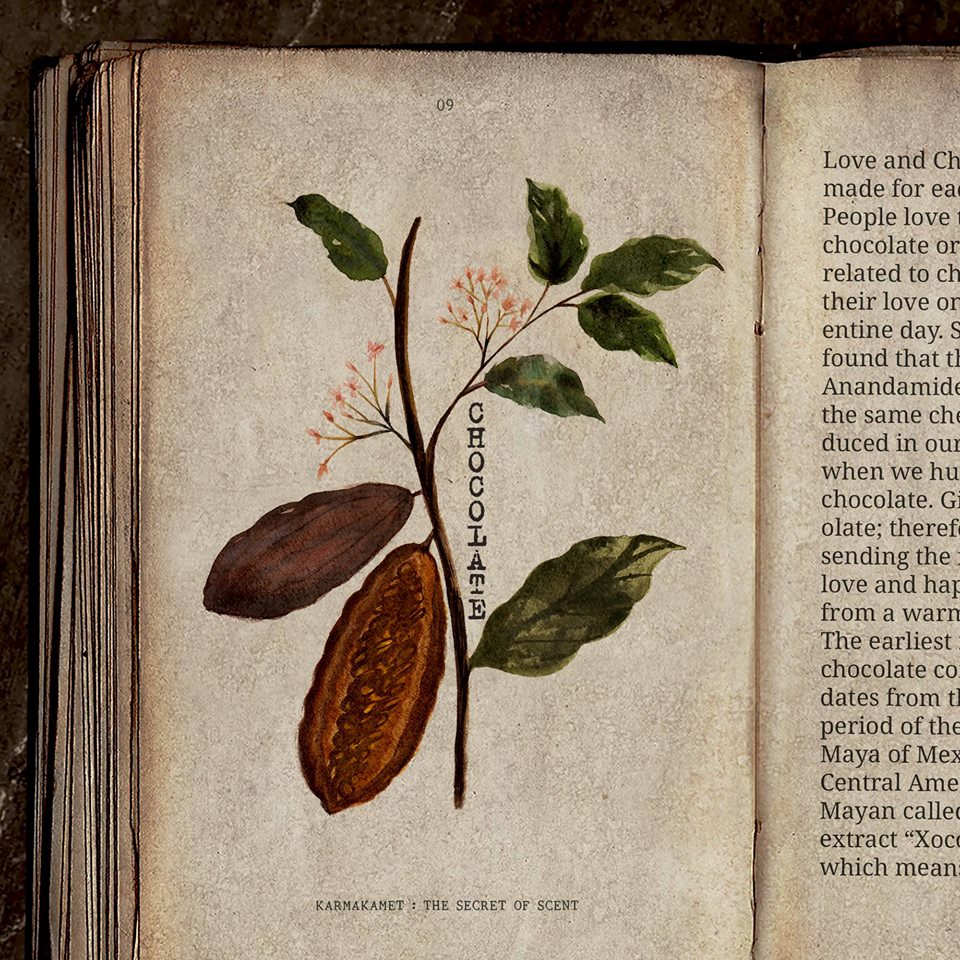 09
CHOCOLATE
KARMAKAMET : THE SECRET OF SCENT
Love and Ch
made for eac
People love t
chocolate or
related to ch
their love on
entine day. S
found that th
Anandamide
the same che
duced in our
when we hu
chocolate. Gi
olate; therefo
sending the
love and hap
from a warm
The earliest
chocolate co
dates from th
period of the
Maya of Mex
Central Ame
Mayan called
extract “Xoco
which means